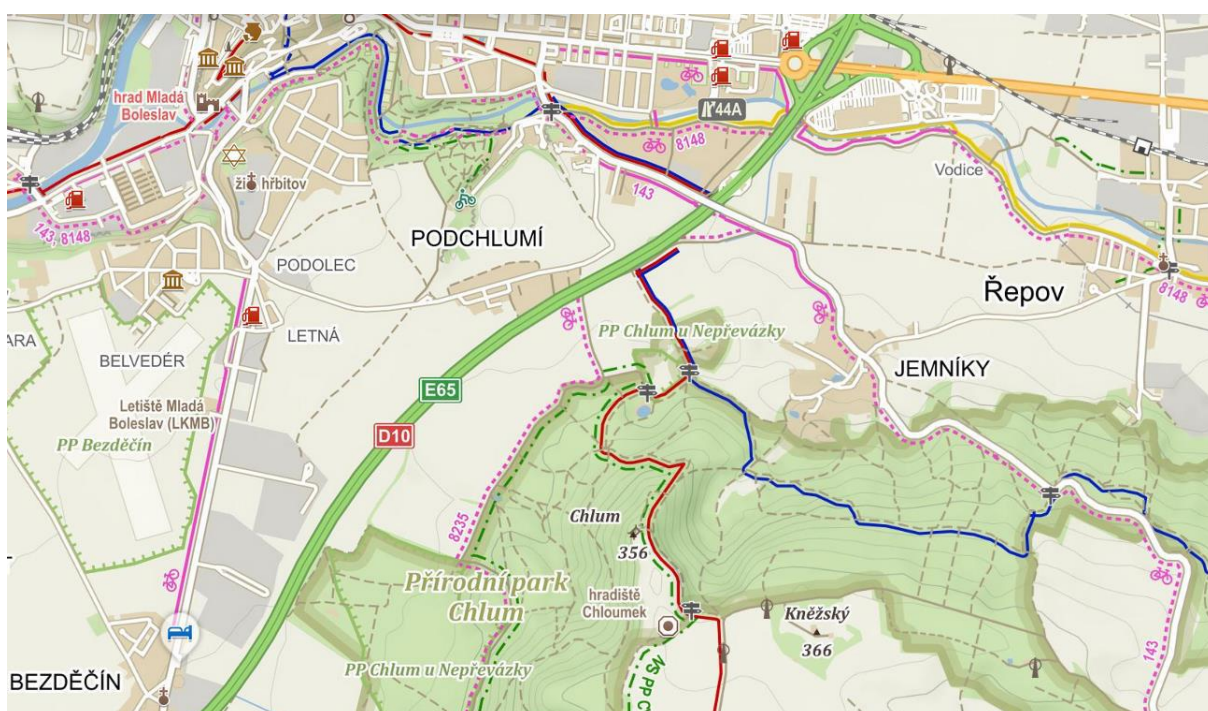 44A
hrad Mladá
Boleslav
8148
Vodice
ži
hřbitov
143
143, 8148
PODCHLUMÍ
PODOLEC
Řepov
8148
ARA
LETNÁ
BELVEDÉR
PP Chlum u Nepřevázky
JEMNÍKY
E65
Letiště Mladá
Boleslav (LKMB)
PP Bezděčín
D10
8235
Chlum
356
Přírodní park
Chlum
hradiště
Chloumek
Kněžský
366
PP Chlum u Nepřevázky
143
BEZDĚČÍN